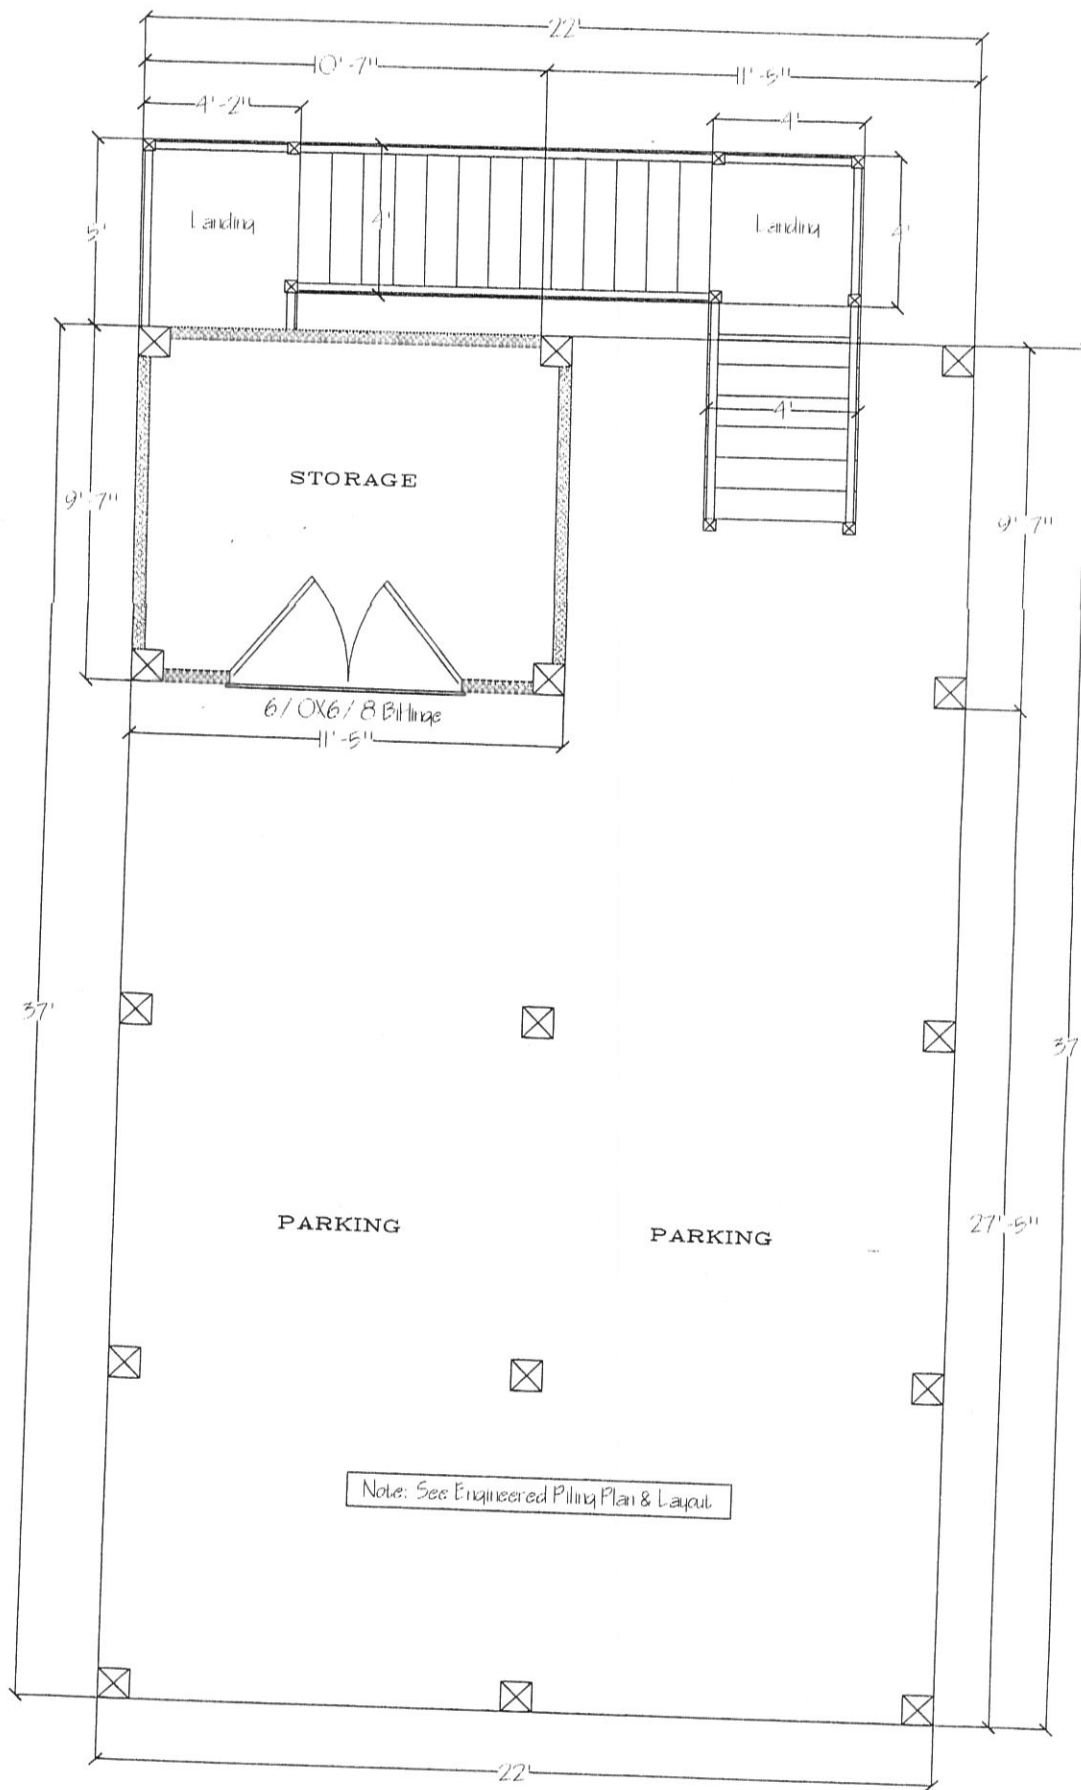 22'
10'-7"
11'-5"
4'-2"
4'
5'
Landing
4'
Landing
4'
4'
STORAGE
9'-7"
9'-7"
6/0X6/8 BiHinge
11'-5"
37'
37
PARKING
PARKING
27'-5"
Note: See Engineered Piling Plan & Layout
22'